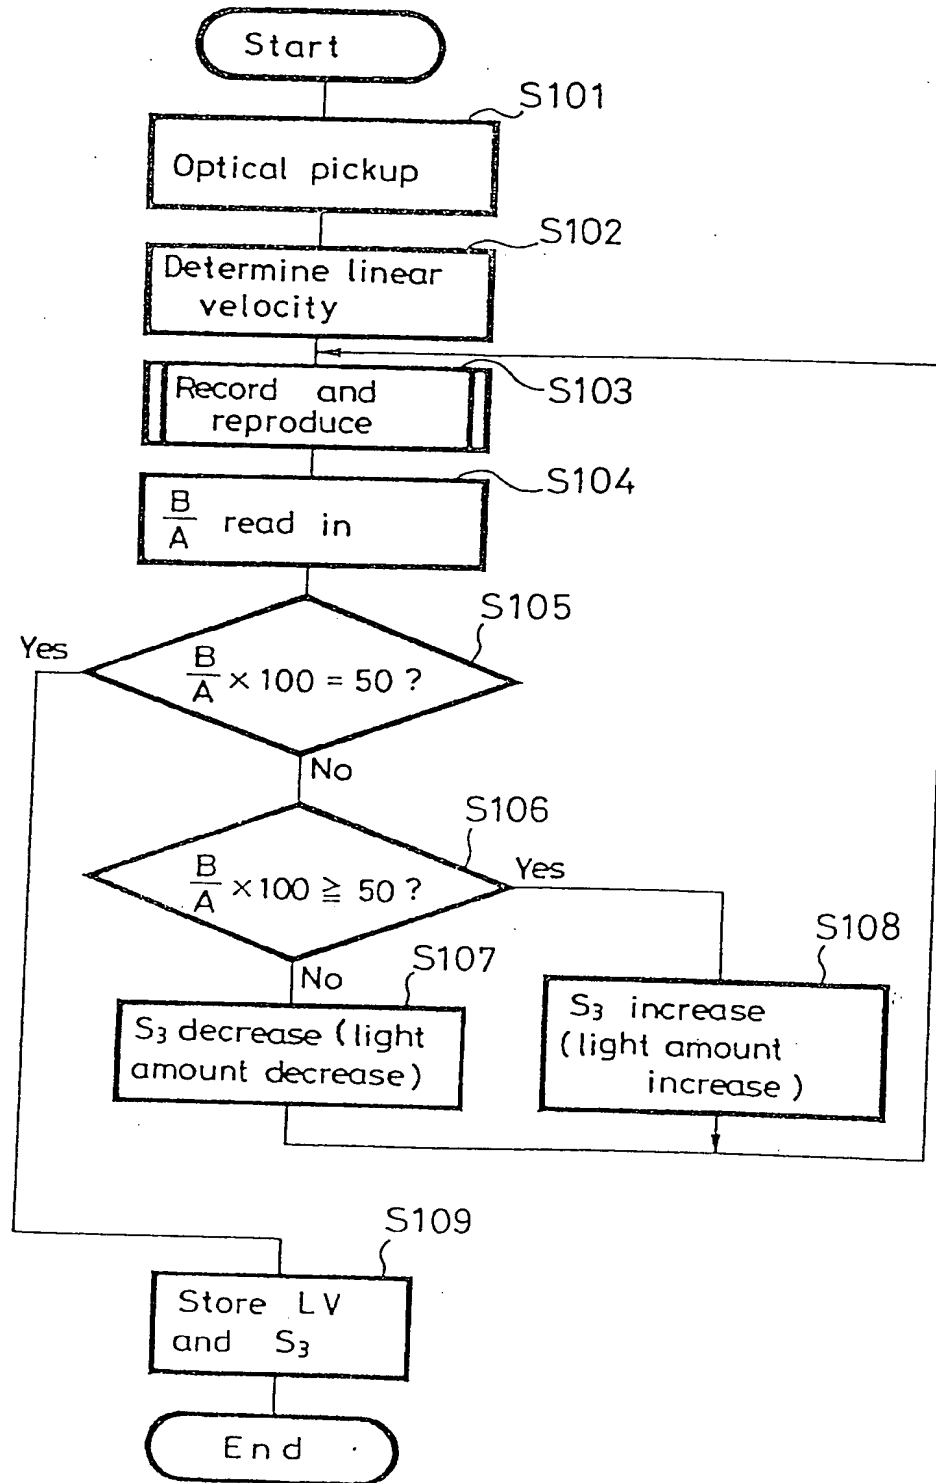 Start
S101
Optical pickup
S102
Determine linear
velocity
S103
Record and
reproduce
S104
B/A read in
S105
Yes
B/A × 100 = 50 ?
No
S106
B/A × 100 ≧ 50 ?
Yes
S107
No
S108
S₃ decrease (light
amount decrease)
S₃ increase
(light amount
increase)
S109
Store LV
and S₃
End